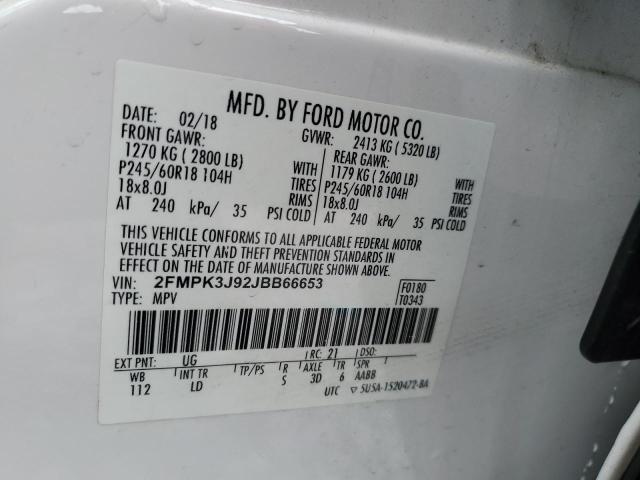 MFD. BY FORD MOTOR CO.
DATE: 02/18 GVWR: 2413 KG ( 5320 LB)
FRONT GAWR: REAR GAWR:
1270 KG ( 2800 LB) WITH 1179 KG ( 2600 LB) WITH
P245/60R18 104H TIRES P245/60R18 104H TIRES
18x8.0J RIMS 18x8.0J RIMS
AT 240 kPa/ 35 PSI COLD AT 240 kPa/ 35 PSI COLD
THIS VEHICLE CONFORMS TO ALL APPLICABLE FEDERAL MOTOR
VEHICLE SAFETY AND THEFT PREVENTION STANDARDS IN
EFFECT ON THE DATE OF MANUFACTURE SHOWN ABOVE.
VIN: 2FMPK3J92JBB66653 F0180
TYPE: MPV T0343
EXT PNT: UG RC: 21 DSO:
WB INT TR TP/PS R AXLE TR SPR
112 LD S 3D 6 AABB
UTC ▽ 5U5A-1520472-BA